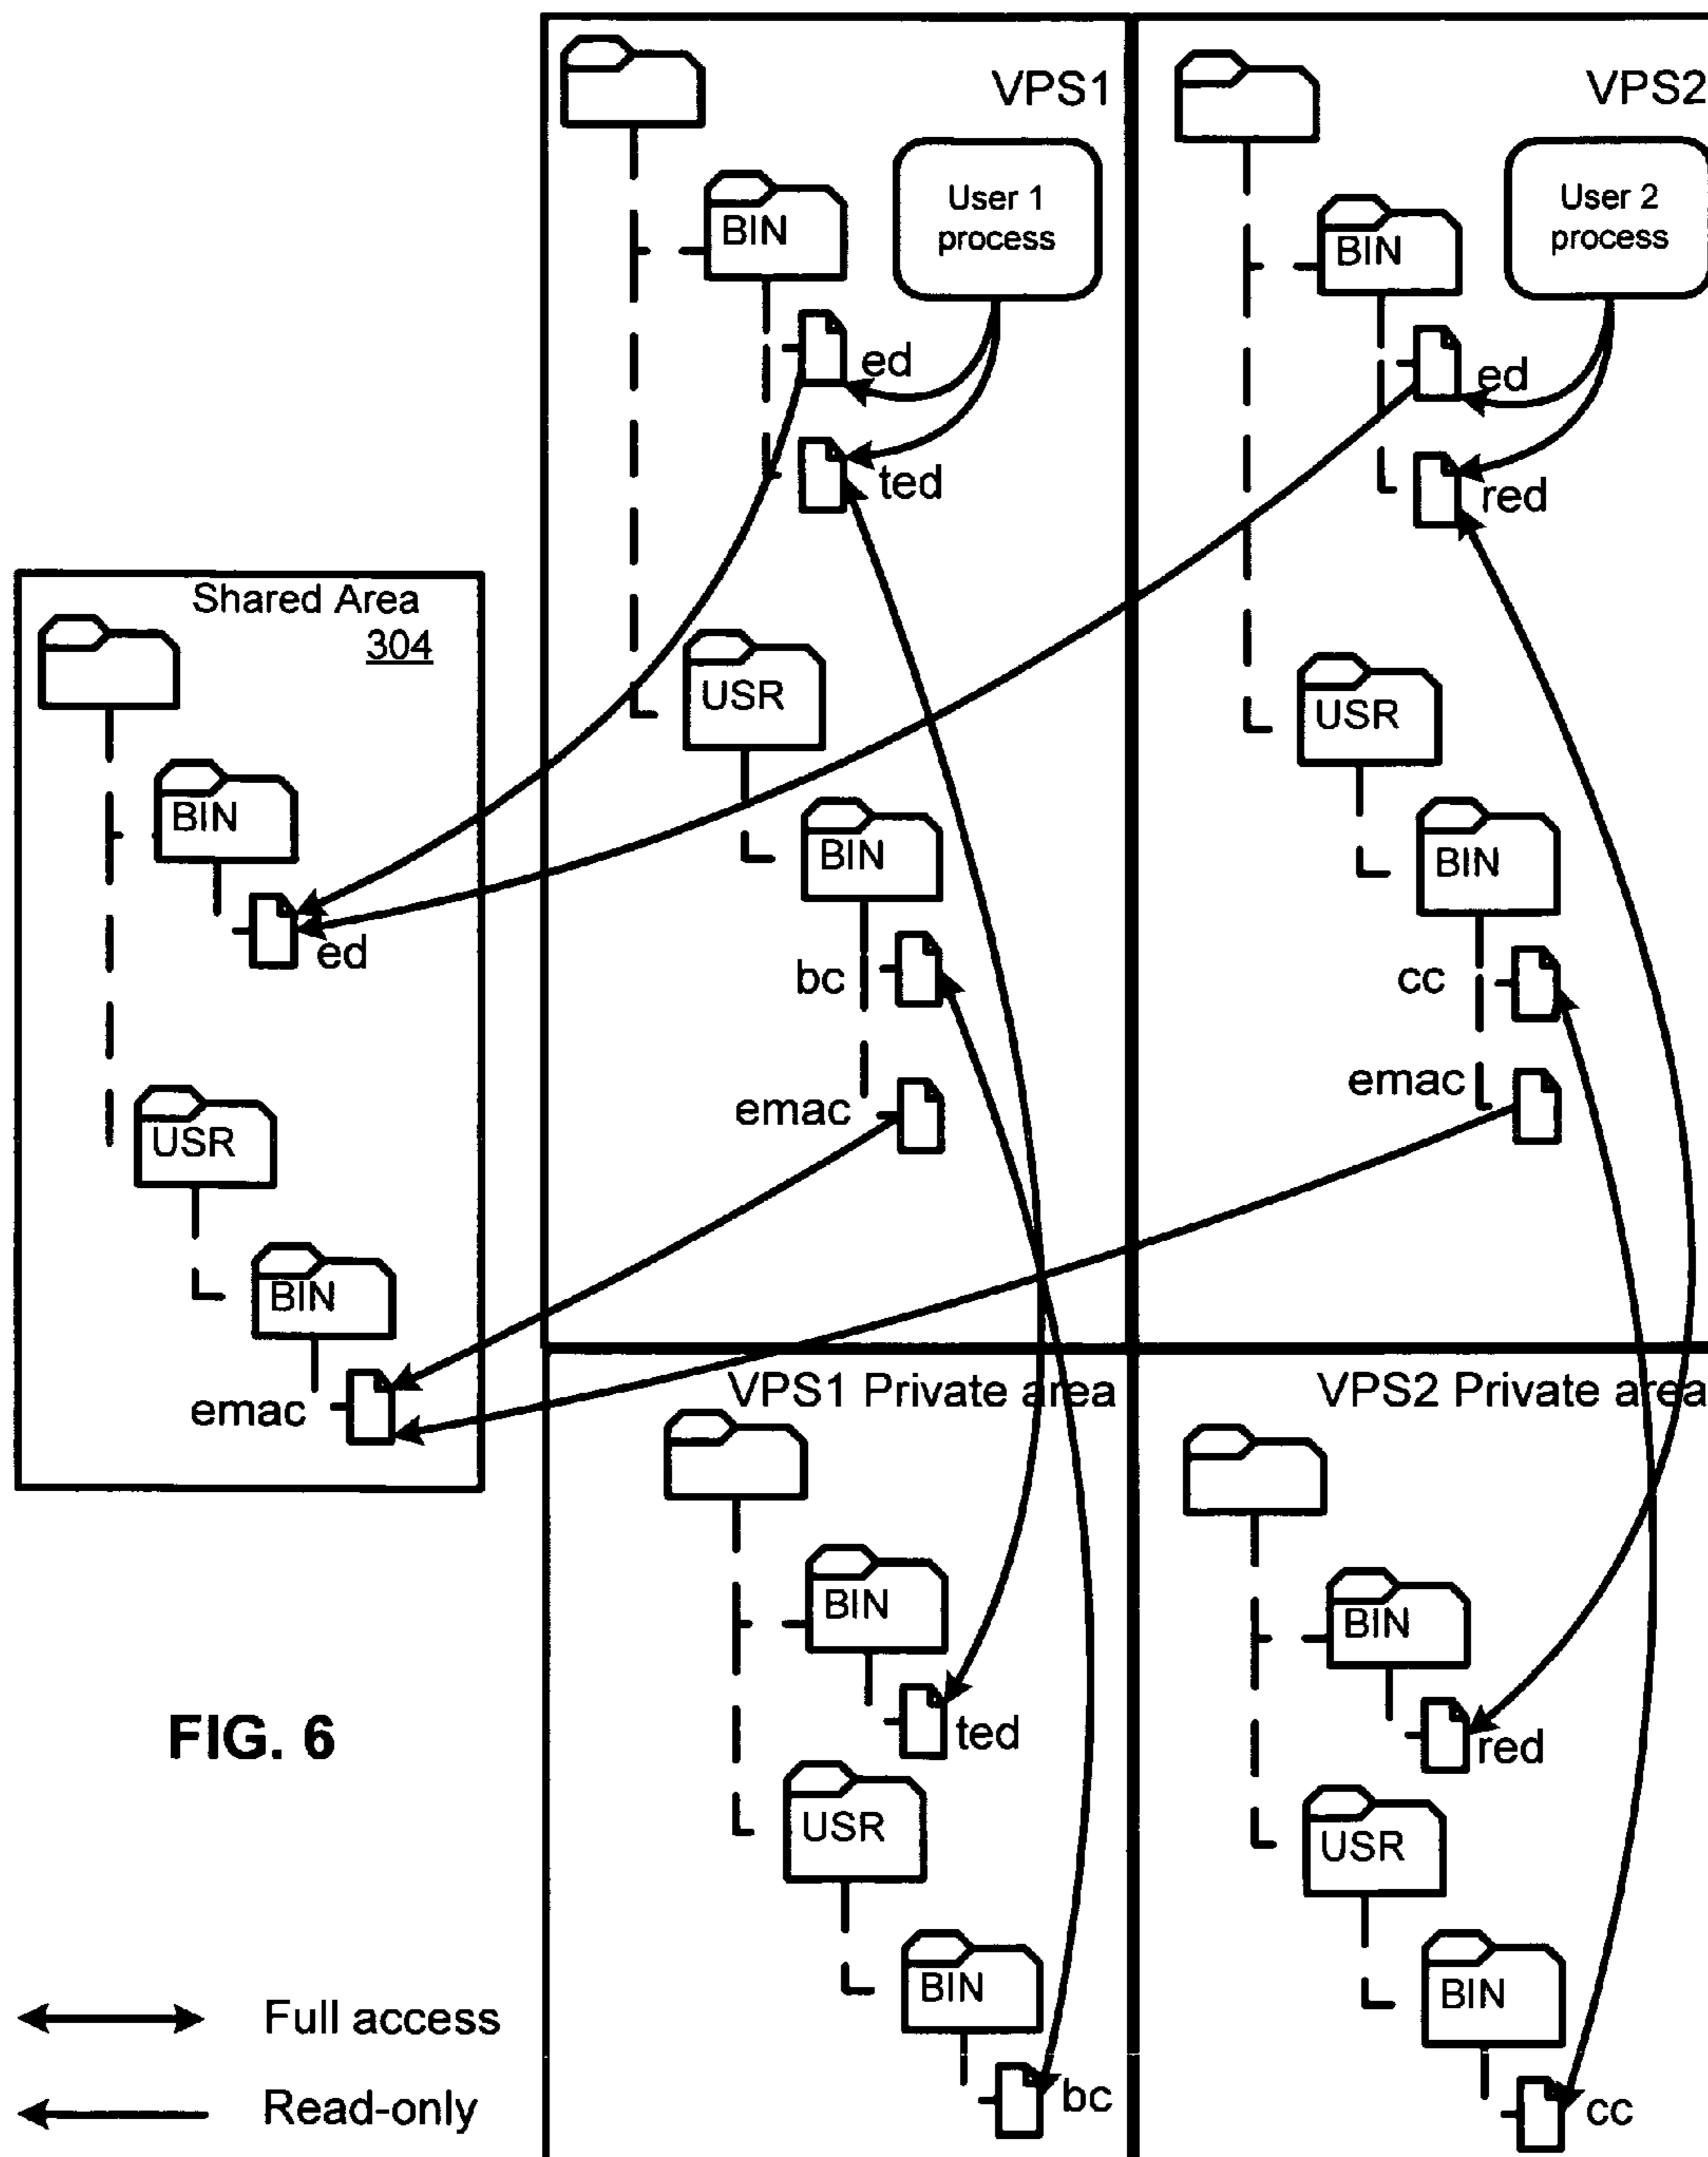 VPS1
VPS2
User 1
process
User 2
process
BIN
BIN
ed
ed
ted
red
Shared Area
304
USR
USR
BIN
BIN
BIN
ed
bc
cc
emac
emac
USR
BIN
emac
VPS1 Private area
VPS2 Private area
BIN
BIN
ted
red
FIG. 6
USR
USR
BIN
BIN
Full access
Read-only
bc
cc